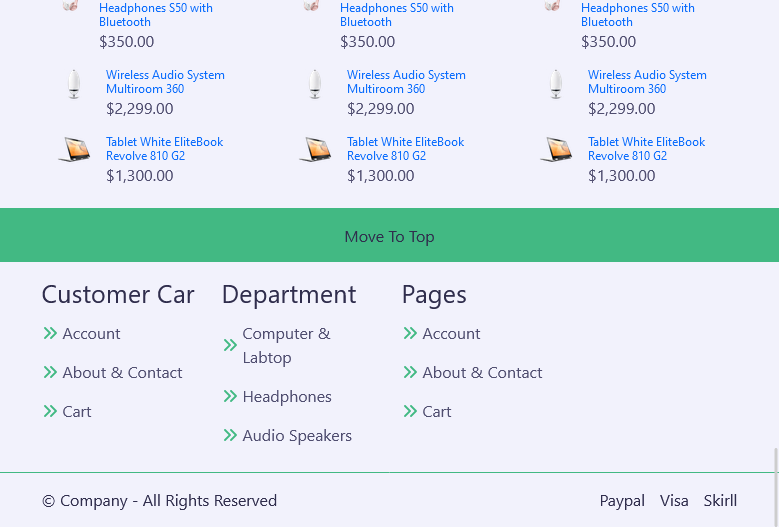 Headphones S50 with Headphones S50 with Headphones S50 with
Bluetooth Bluetooth Bluetooth
$350.00 $350.00 $350.00
Wireless Audio System Wireless Audio System Wireless Audio System
Multiroom 360 Multiroom 360 Multiroom 360
$2,299.00 $2,299.00 $2,299.00
Tablet White EliteBook Tablet White EliteBook Tablet White EliteBook
Revolve 810 G2 Revolve 810 G2 Revolve 810 G2
$1,300.00 $1,300.00 $1,300.00
Move To Top
Customer Car
Account
About & Contact
Cart
Department
Computer &
Labtop
Headphones
Audio Speakers
Pages
Account
About & Contact
Cart
© Company - All Rights Reserved
Paypal Visa Skirll